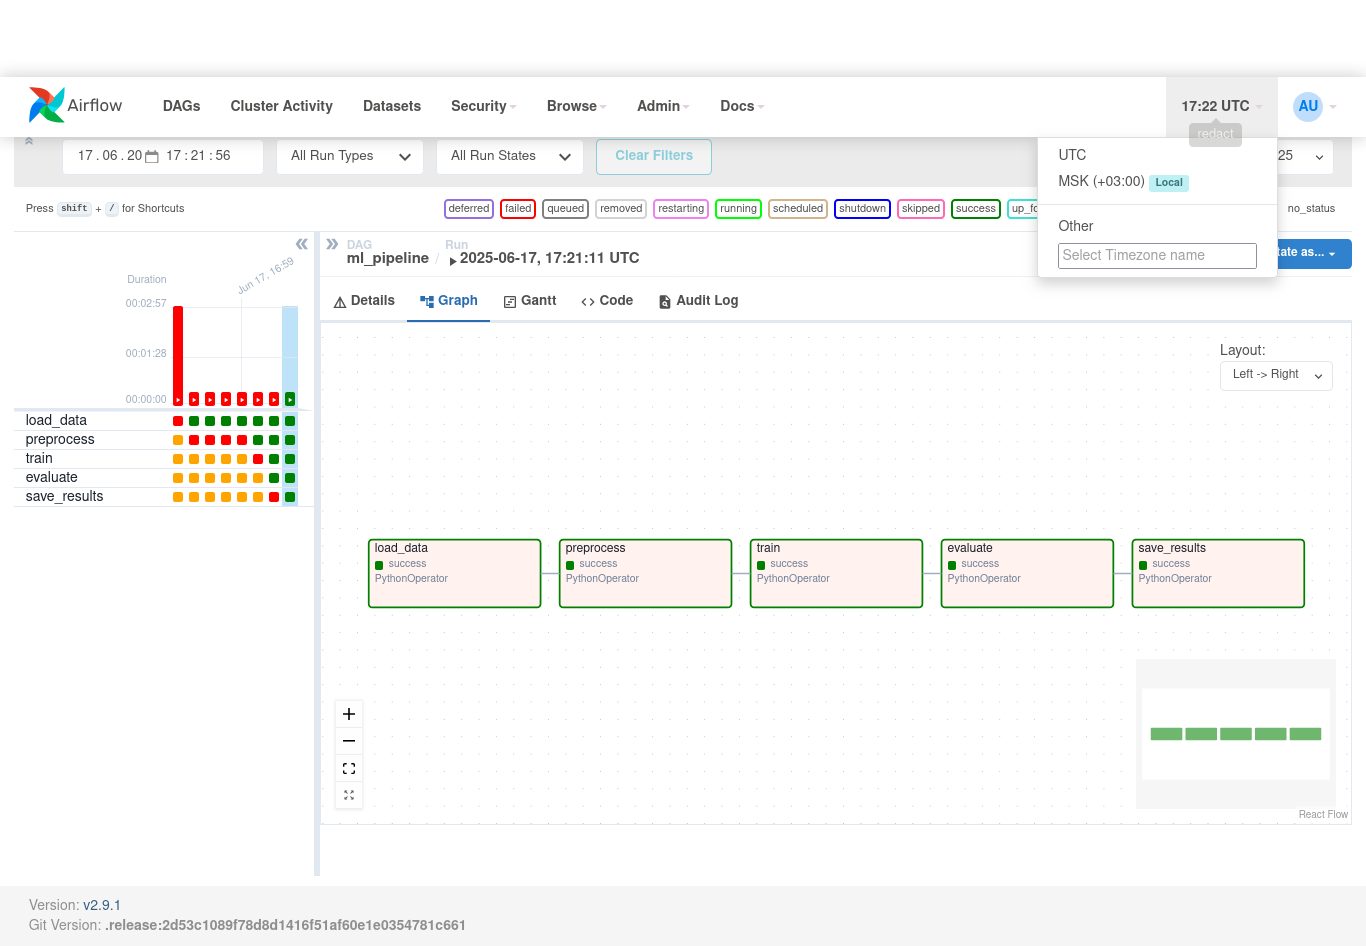 Airflow DAGs Cluster Activity Datasets Security Browse Admin Docs 17:22 UTC AU
redact
17.06.20 17:21:56 All Run Types All Run States Clear Filters 25
UTC
MSK (+03:00) Local
Other
Select Timezone name
Press shift + / for Shortcuts deferred failed queued removed restarting running scheduled shutdown skipped success up_fo no_status
DAG Run
ml_pipeline / 2025-06-17, 17:21:11 UTC tate as...
Details Graph Gantt Code Audit Log
Jun 17, 16:59
Duration
00:02:57
00:01:28
00:00:00
load_data
preprocess
train
evaluate
save_results
Layout:
Left -> Right
load_data
success
PythonOperator
preprocess
success
PythonOperator
train
success
PythonOperator
evaluate
success
PythonOperator
save_results
success
PythonOperator
React Flow
Version: v2.9.1
Git Version: .release:2d53c1089f78d8d1416f51af60e1e0354781c661